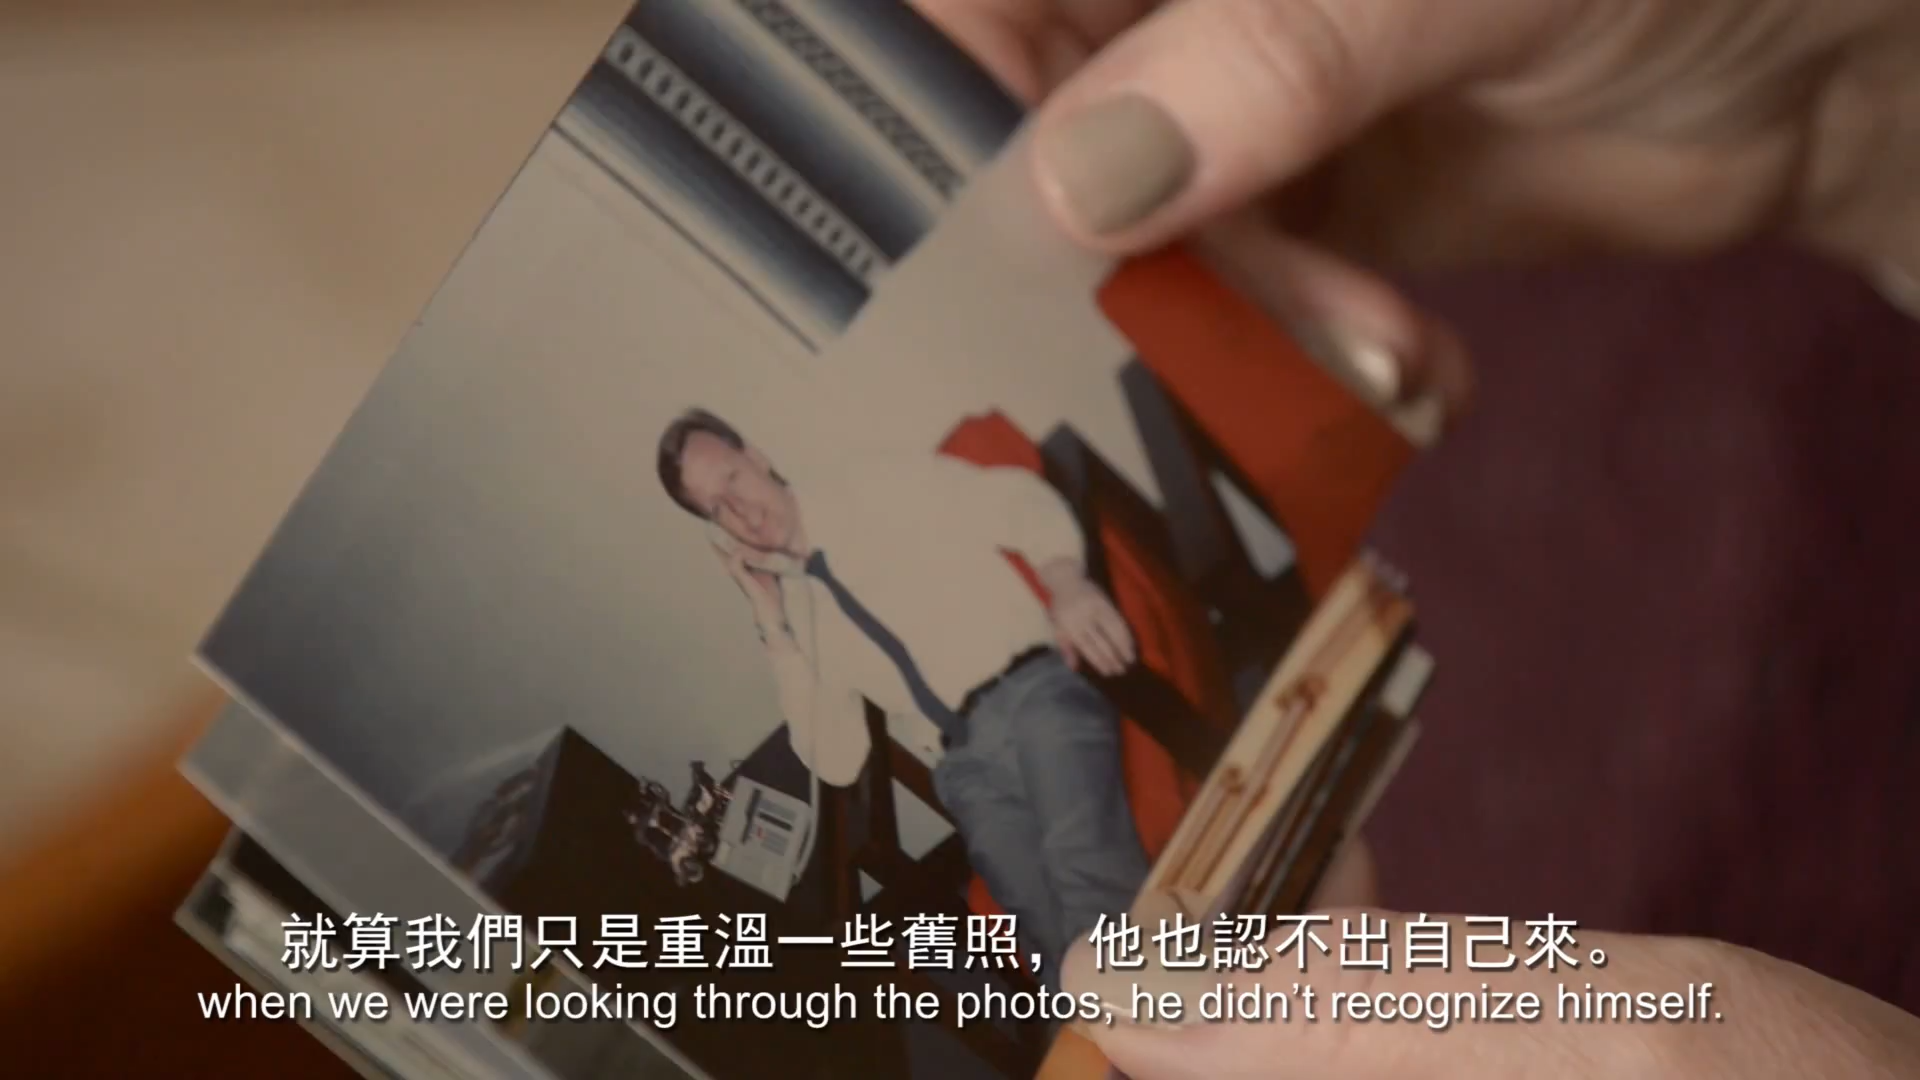 就算我們只是重溫一些舊照，他也認不出自己來。
when we were looking through the photos, he didn't recognize himself.